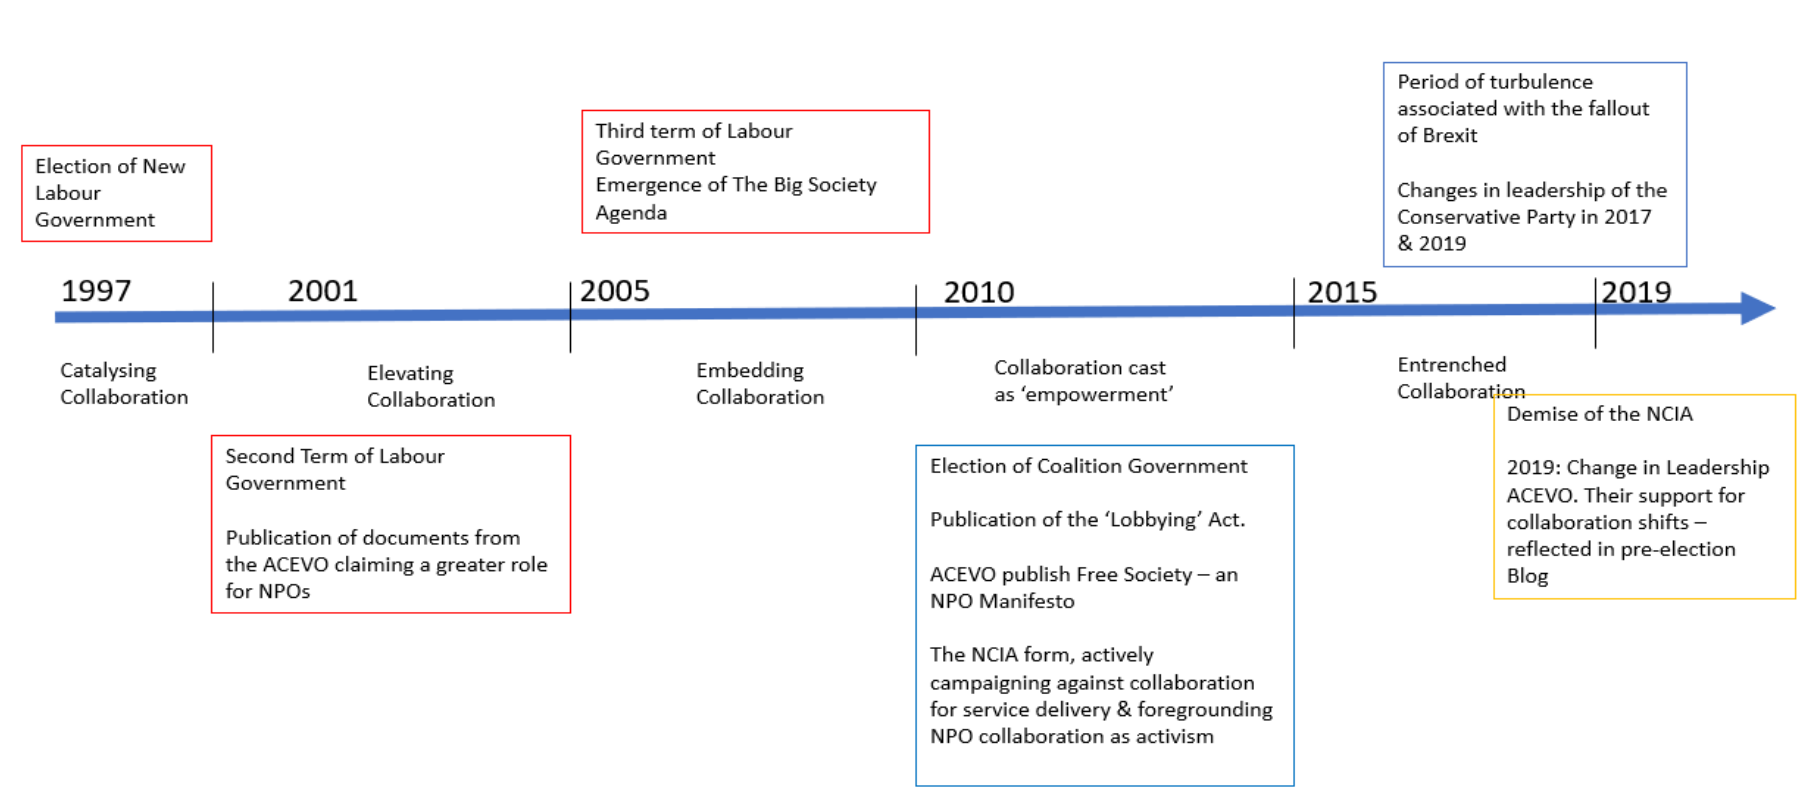 Period of turbulence
associated with the fallout
of Brexit
Changes in leadership of the
Conservative Party in 2017
& 2019
Third term of Labour
Government
Emergence of The Big Society
Agenda
Election of New
Labour
Government
1997
2001
2005
2010
2015
2019
Catalysing
Collaboration
Elevating
Collaboration
Embedding
Collaboration
Collaboration cast
as ‘empowerment’
Entrenched
Collaboration
Second Term of Labour
Government
Publication of documents from
the ACEVO claiming a greater role
for NPOs
Election of Coalition Government
Publication of the ‘Lobbying’ Act.
ACEVO publish Free Society – an
NPO Manifesto
The NCIA form, actively
campaigning against collaboration
for service delivery & foregrounding
NPO collaboration as activism
Demise of the NCIA
2019: Change in Leadership
ACEVO. Their support for
collaboration shifts –
reflected in pre-election
Blog